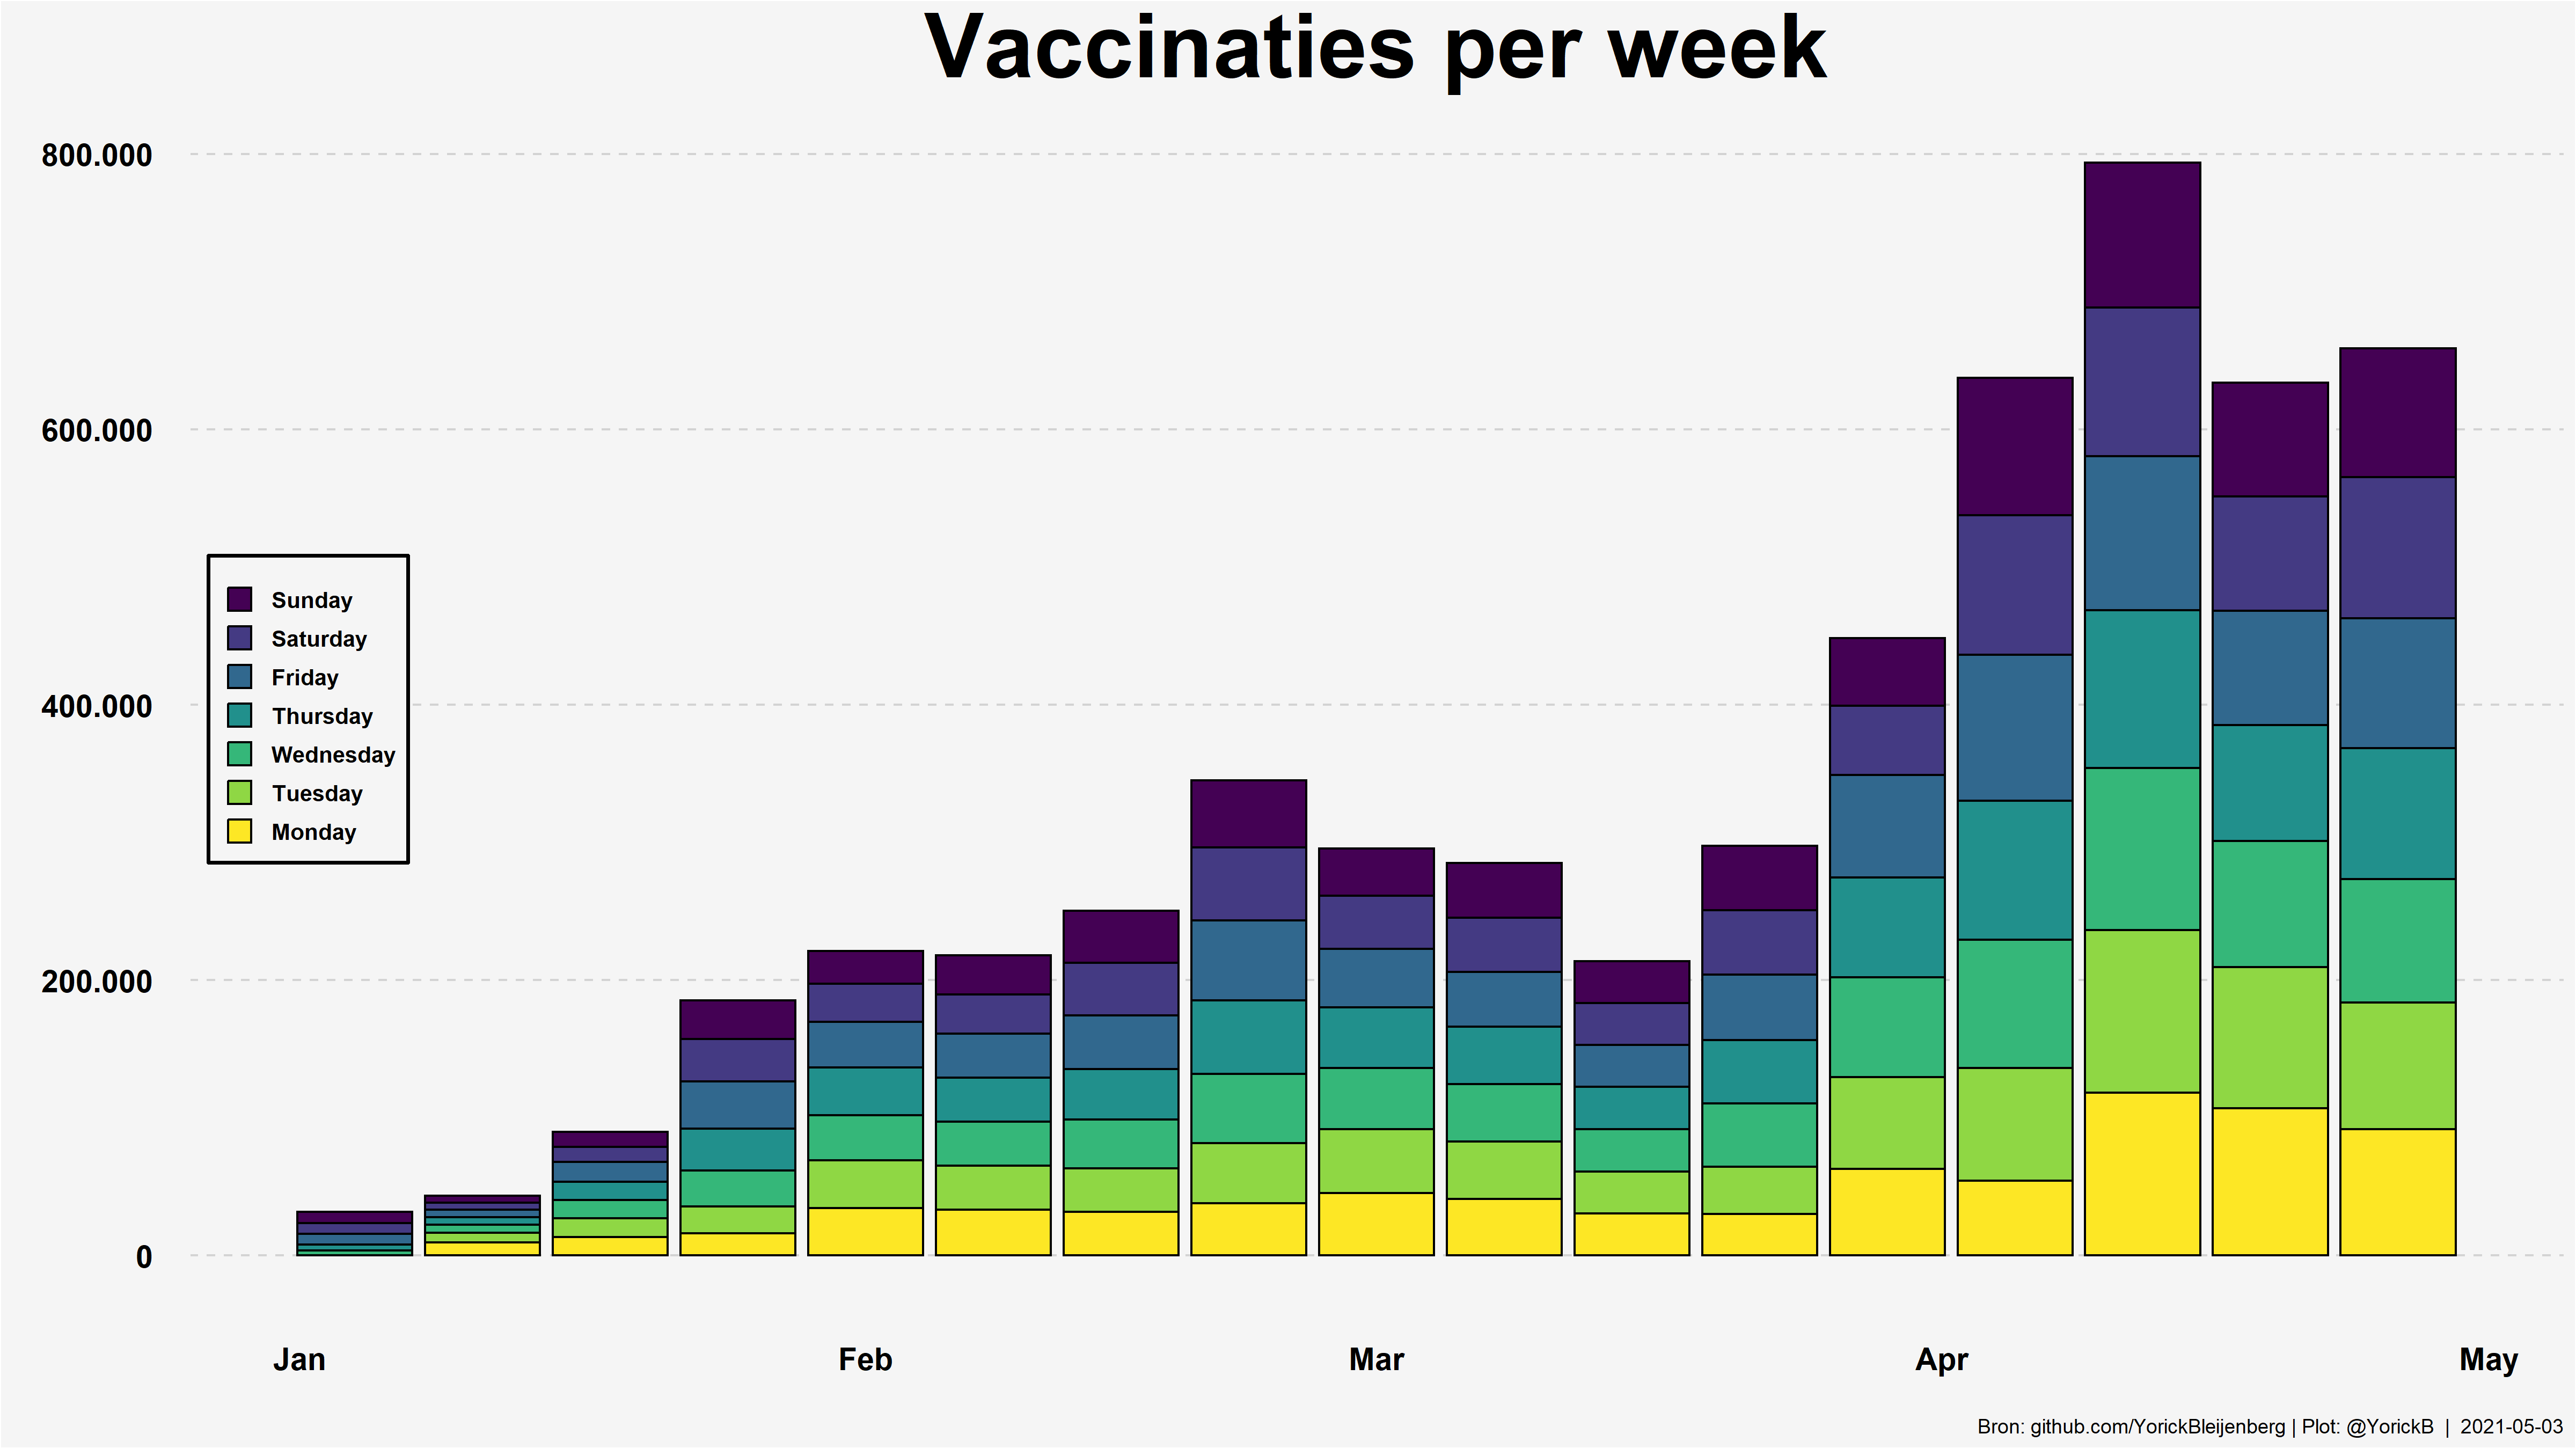 Vaccinaties per week
800.000
600.000
400.000
200.000
0
Sunday
Saturday
Friday
Thursday
Wednesday
Tuesday
Monday
Jan Feb Mar Apr May
Bron: github.com/YorickBleijenberg | Plot: @YorickB | 2021-05-03